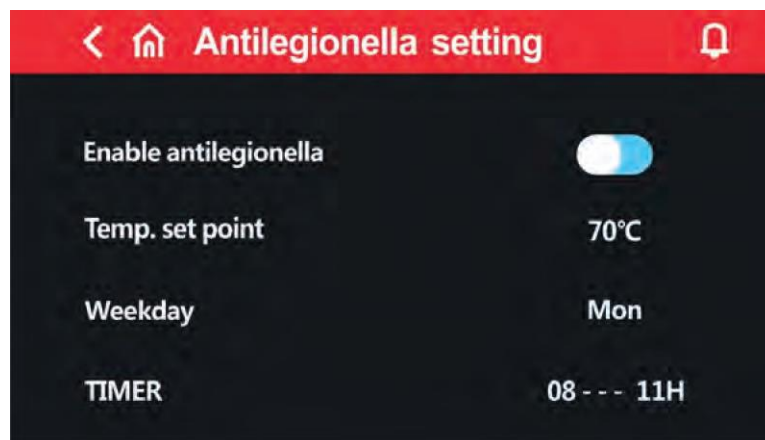 Antilegionella setting
Enable antilegionella
Temp. set point 70℃
Weekday Mon
TIMER 08 - - - 11H